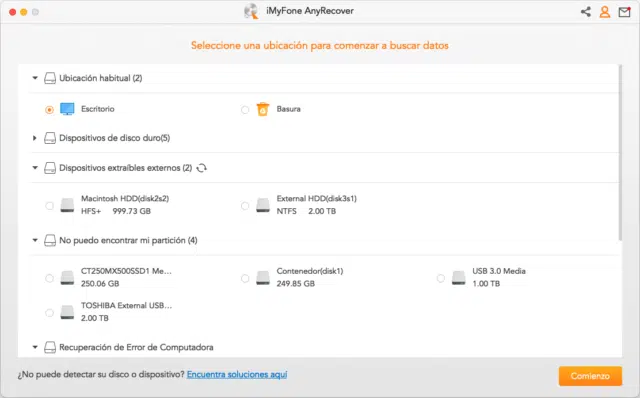 iMyFone AnyRecover
Seleccione una ubicación para comenzar a buscar datos
Ubicación habitual (2)
Escritorio
Basura
Dispositivos de disco duro(5)
Dispositivos extraíbles externos (2)
Macintosh HDD(disk2s2)
HFS+ 999.73 GB
External HDD(disk3s1)
NTFS 2.00 TB
No puedo encontrar mi partición (4)
CT250MX500SSD1 Me...
250.06 GB
Contenedor(disk1)
249.85 GB
USB 3.0 Media
1.00 TB
TOSHIBA External USB...
2.00 TB
Recuperación de Error de Computadora
¿No puede detectar su disco o dispositivo? Encuentra soluciones aquí
Comienzo